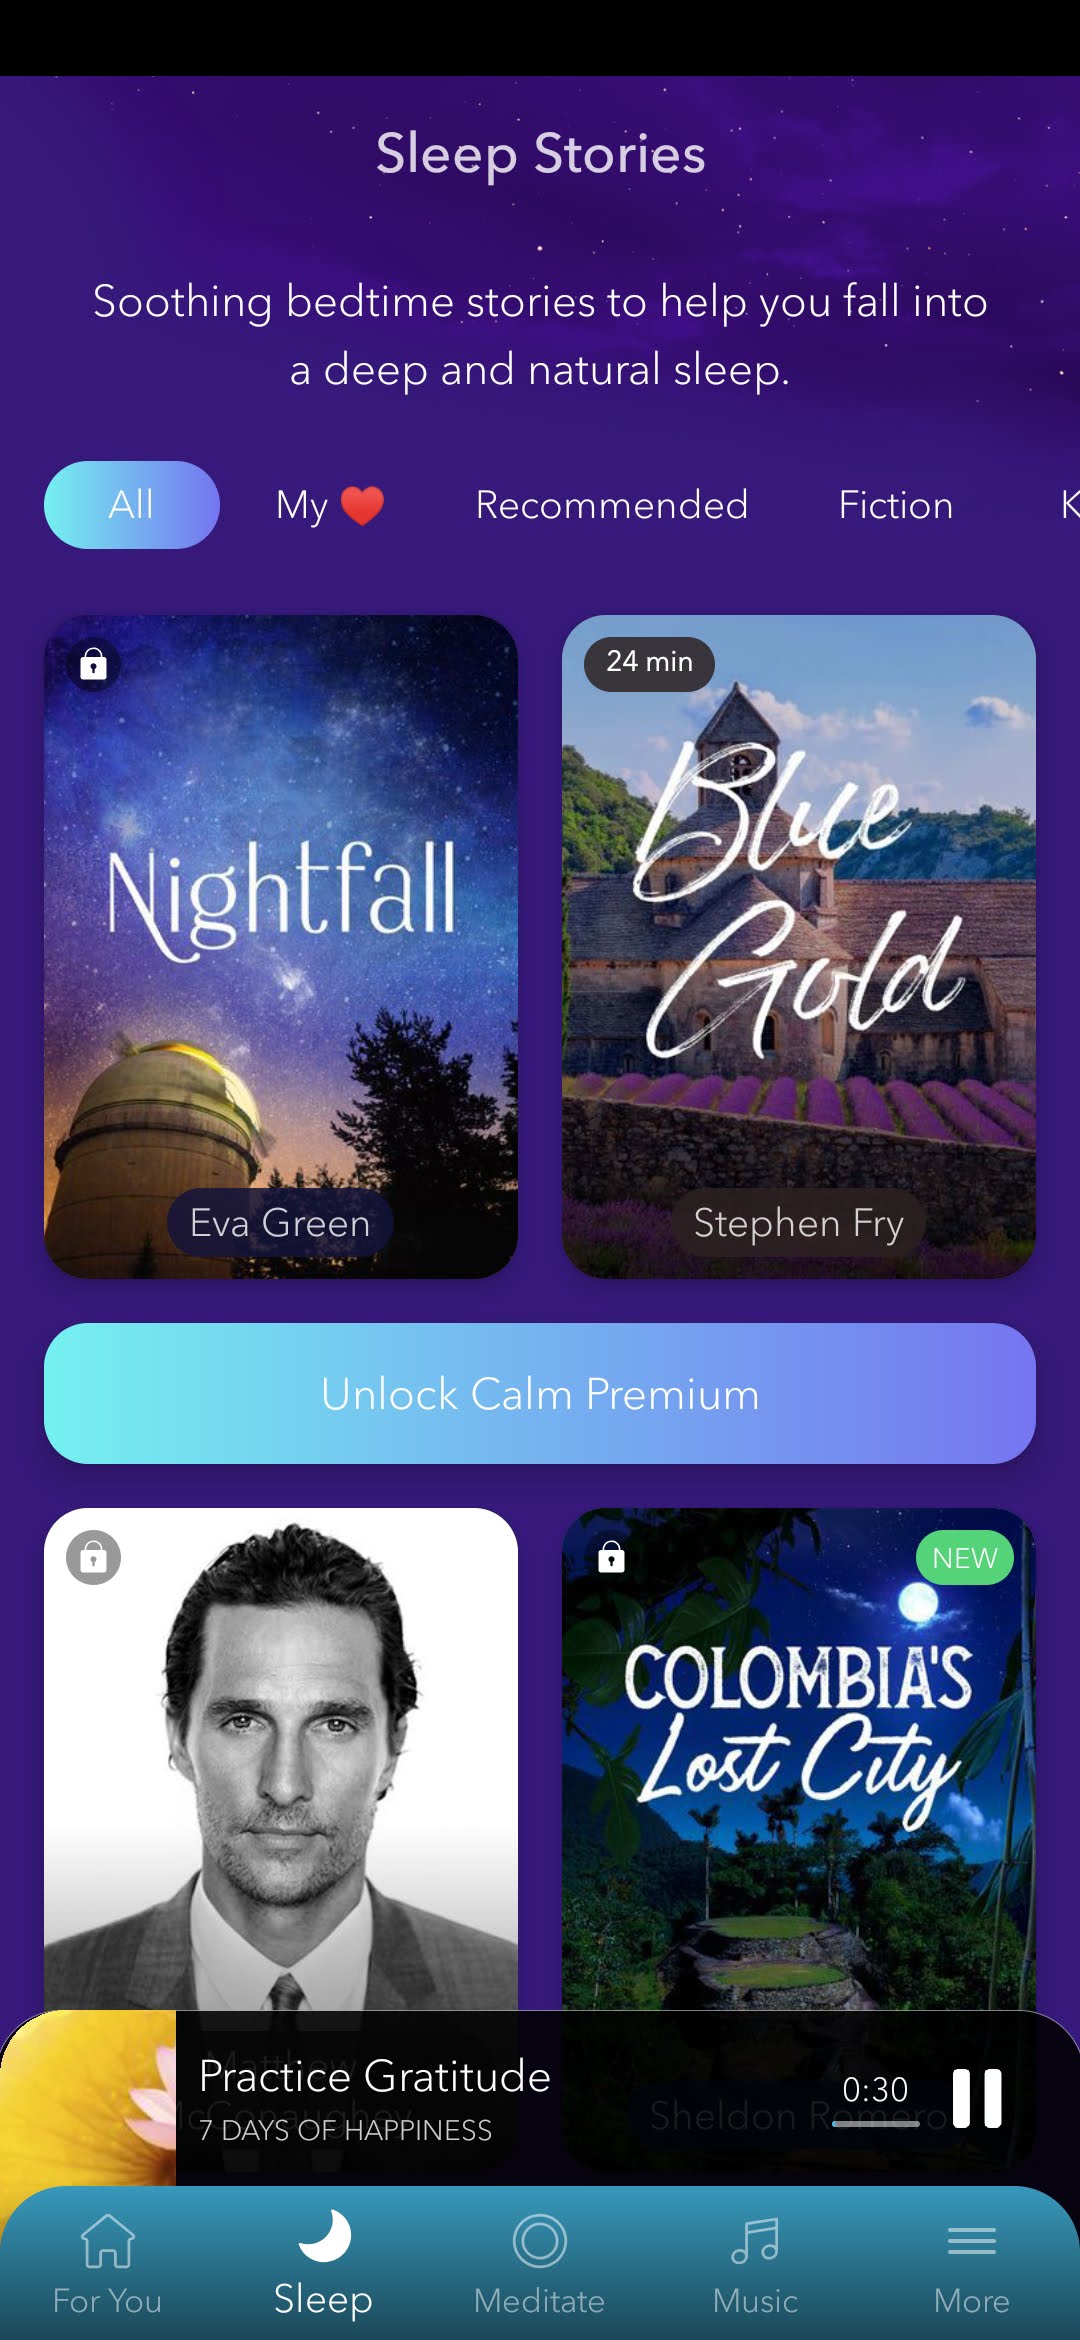 Sleep Stories
Soothing bedtime stories to help you fall into
a deep and natural sleep.
All
My
Recommended
Fiction
K
Nightfall
Eva Green
24 min
Blue
Gold
Stephen Fry
Unlock Calm Premium
NEW
COLOMBIA'S
Lost City
Matthew
McConaughey
Sheldon Romero
Practice Gratitude
7 DAYS OF HAPPINESS
0:30
For You
Sleep
Meditate
Music
More